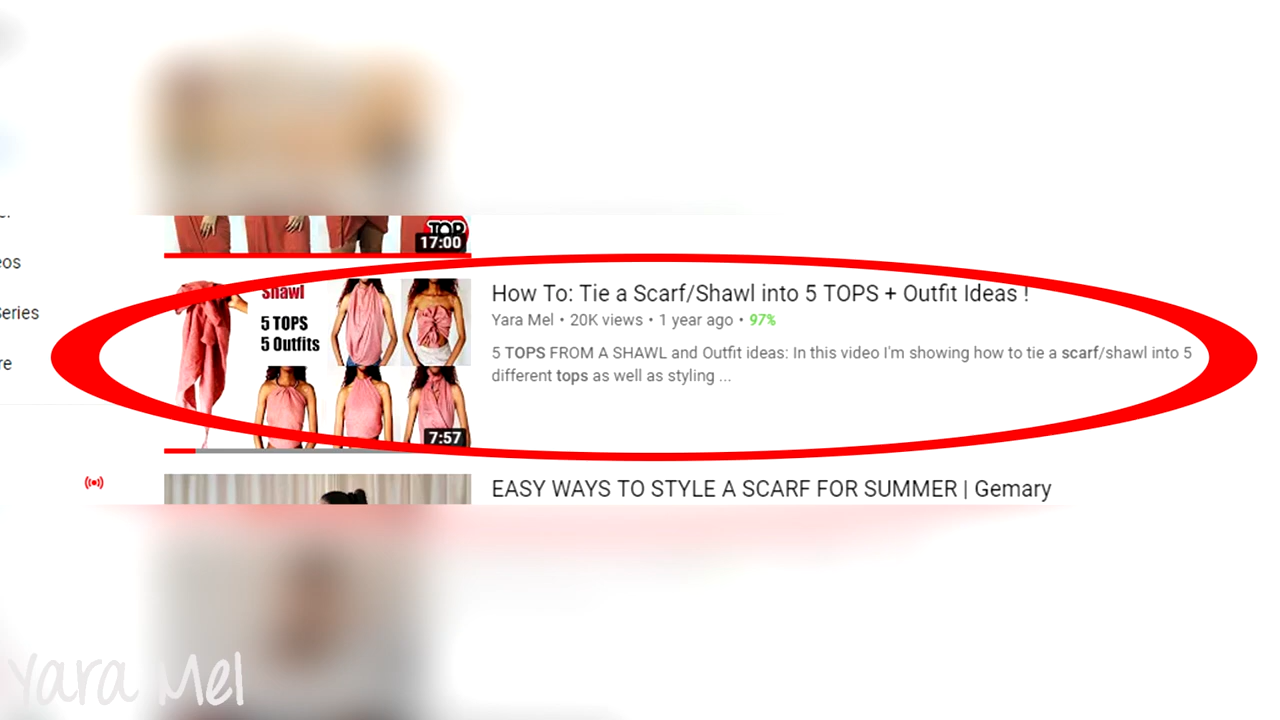 TOP
17:00
eos
Series
re
Shawl
5 TOPS
5 Outfits
7:57
How To: Tie a Scarf/Shawl into 5 TOPS + Outfit Ideas !
Yara Mel • 20K views • 1 year ago • 97%
5 TOPS FROM A SHAWL and Outfit ideas: In this video I'm showing how to tie a scarf/shawl into 5
different tops as well as styling ...
EASY WAYS TO STYLE A SCARF FOR SUMMER | Gemary
Yara Mel